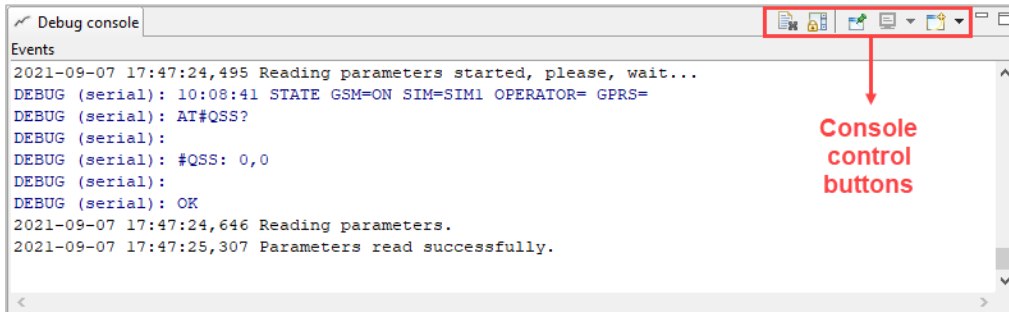 Debug console
Events
2021-09-07 17:47:24,495 Reading parameters started, please, wait...
DEBUG (serial): 10:08:41 STATE GSM=ON SIM=SIM1 OPERATOR= GPRS=
DEBUG (serial): AT#QSS?
DEBUG (serial):
DEBUG (serial): #QSS: 0,0
DEBUG (serial):
DEBUG (serial): OK
2021-09-07 17:47:24,646 Reading parameters.
2021-09-07 17:47:25,307 Parameters read successfully.
Console
control
buttons